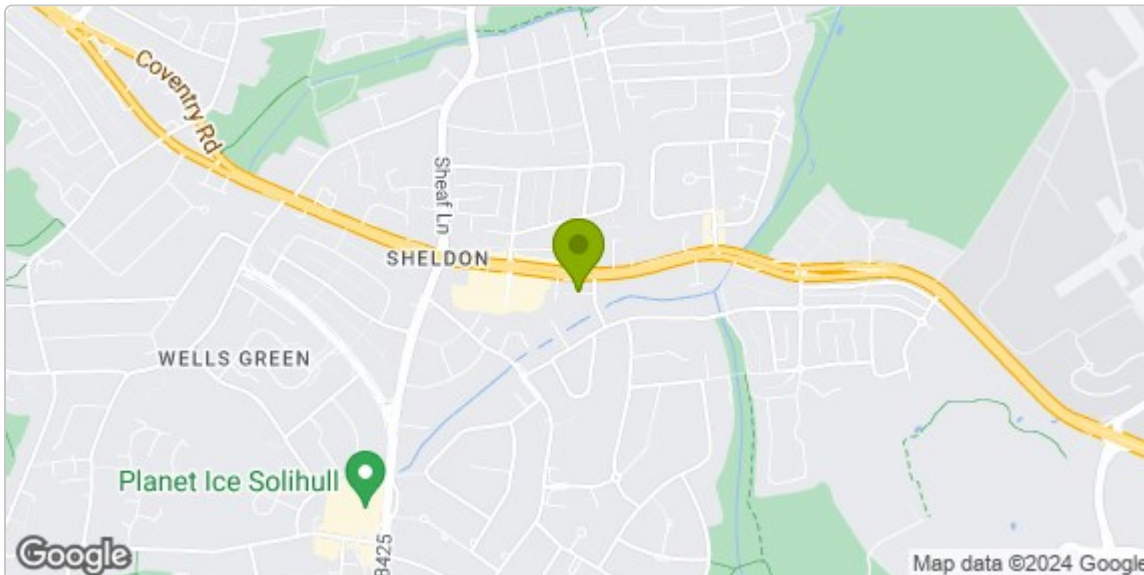 Coventry Rd
Sheaf Ln
SHELDON
WELLS GREEN
Planet Ice Solihull
B425
Google
Map data ©2024 Google